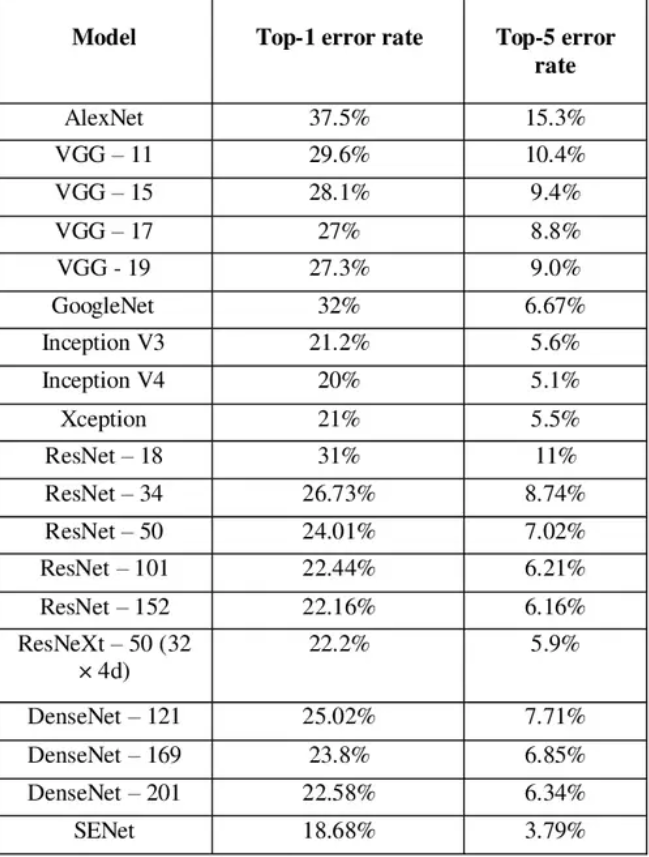 Model Top-1 error rate Top-5 error
rate
AlexNet 37.5% 15.3%
VGG – 11 29.6% 10.4%
VGG – 15 28.1% 9.4%
VGG – 17 27% 8.8%
VGG - 19 27.3% 9.0%
GoogleNet 32% 6.67%
Inception V3 21.2% 5.6%
Inception V4 20% 5.1%
Xception 21% 5.5%
ResNet – 18 31% 11%
ResNet – 34 26.73% 8.74%
ResNet – 50 24.01% 7.02%
ResNet – 101 22.44% 6.21%
ResNet – 152 22.16% 6.16%
ResNeXt – 50 (32 22.2% 5.9%
× 4d)
DenseNet – 121 25.02% 7.71%
DenseNet – 169 23.8% 6.85%
DenseNet – 201 22.58% 6.34%
SENet 18.68% 3.79%